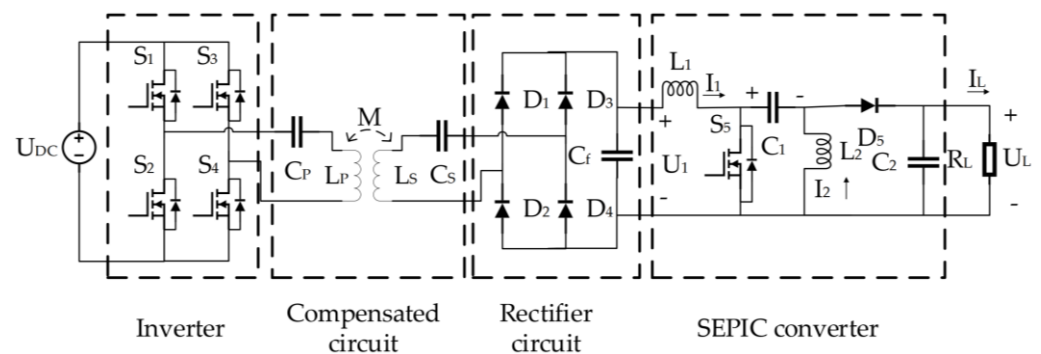 S1 S3
L1 I1 IL
M D1 D3 + + - +
S5
UDC + -
S2 S4 CP LP LS CS Cf U1 C1 L2 D5 C2 RL UL
D2 D4 - I2 -
Inverter
Compensated
circuit
Rectifier
circuit
SEPIC converter